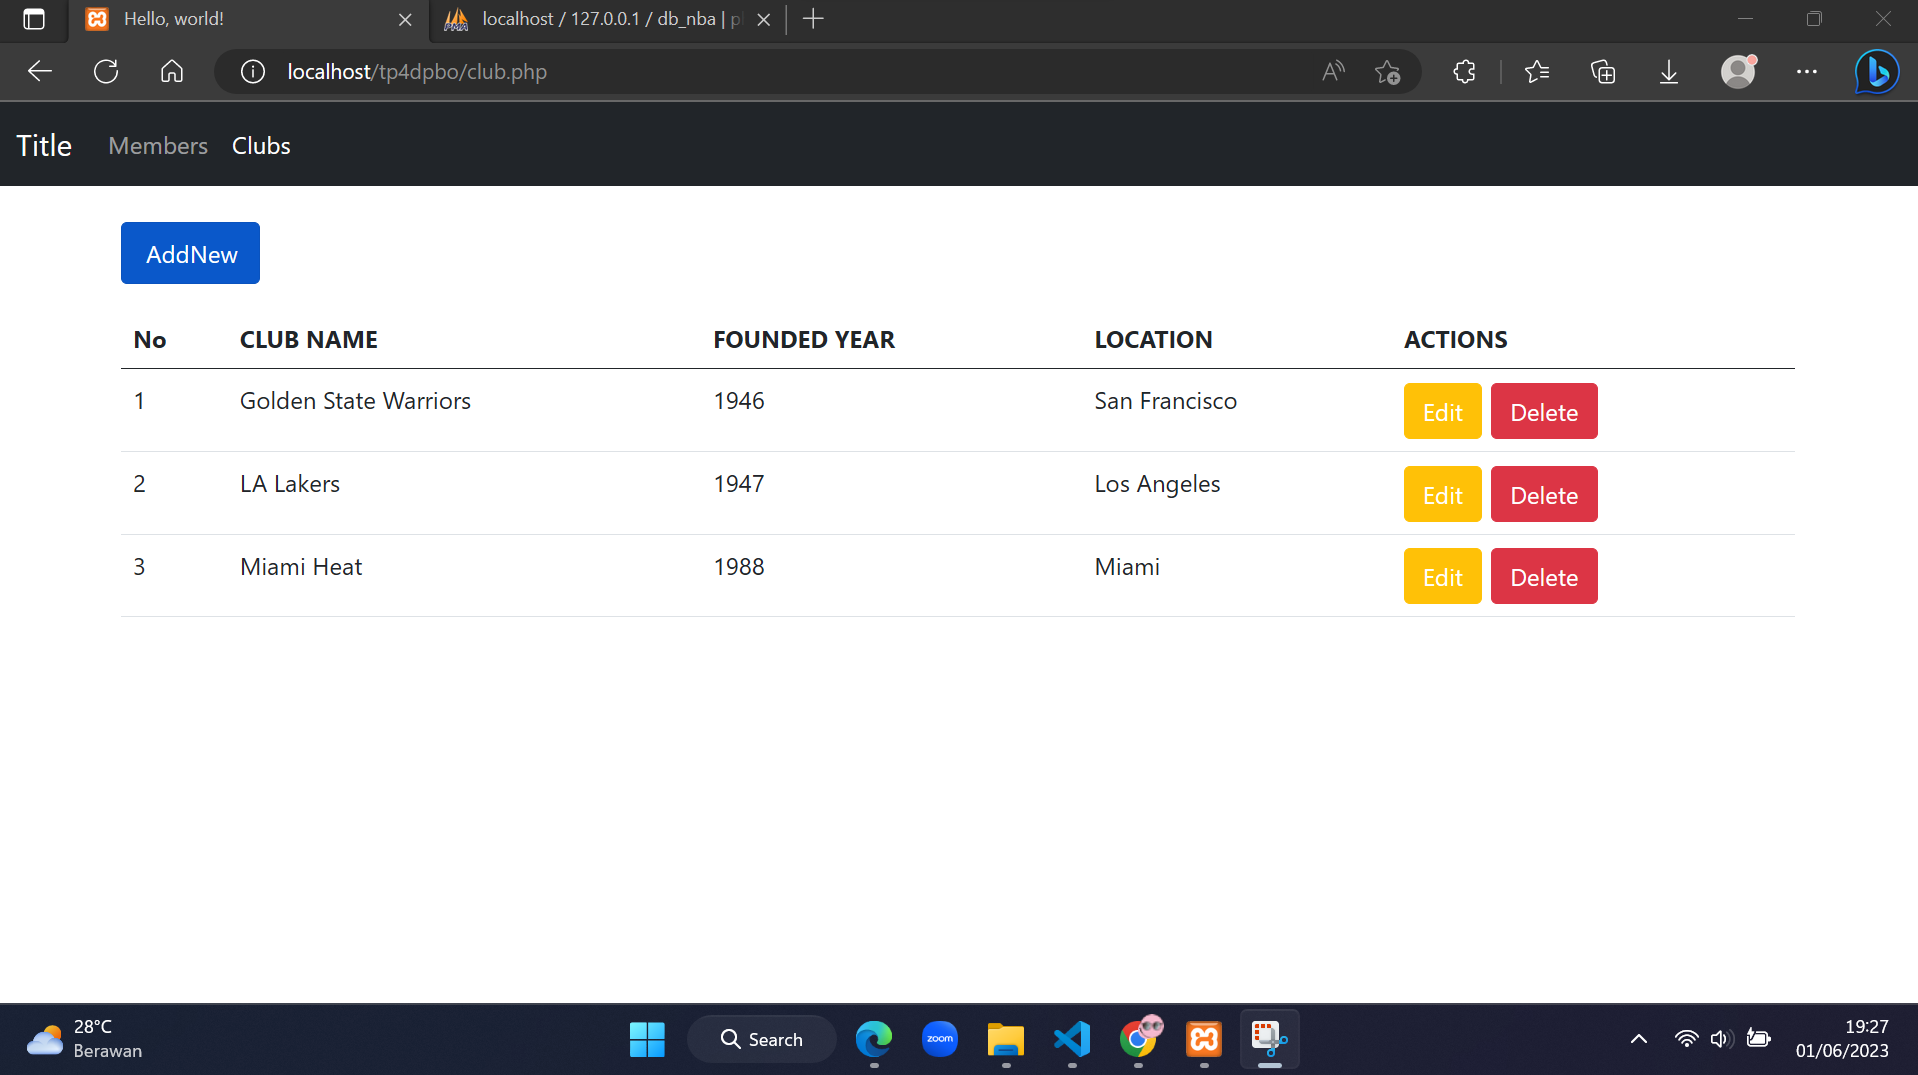 Hello, world!
localhost / 127.0.0.1 / db_nba | p
localhost/tp4dpbo/club.php
Title Members Clubs
AddNew
No CLUB NAME FOUNDED YEAR LOCATION ACTIONS
1 Golden State Warriors 1946 San Francisco Edit Delete
2 LA Lakers 1947 Los Angeles Edit Delete
3 Miami Heat 1988 Miami Edit Delete
28°C
Berawan
Search
zoom
19:27
01/06/2023